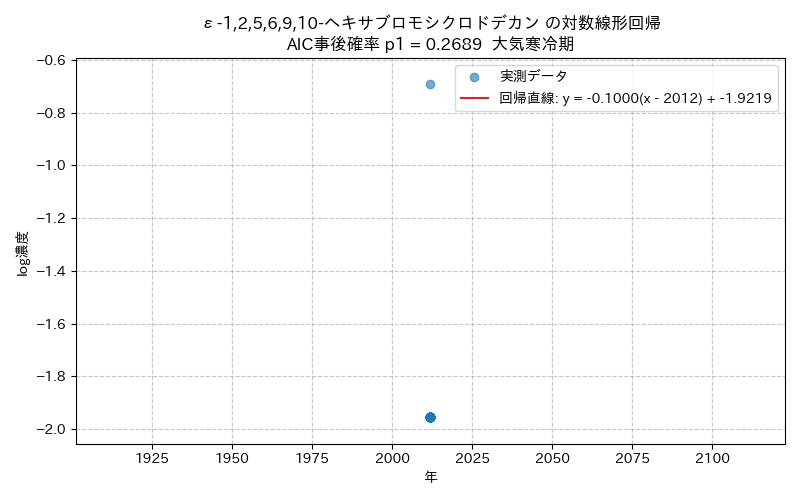 ε-1,2,5,6,9,10-ヘキサブロモシクロドデカン の対数線形回帰
AIC事後確率 p1 = 0.2689 大気寒冷期
実測データ
回帰直線: y = -0.1000(x - 2012) + -1.9219
log濃度
−0.6
−0.8
−1.0
−1.2
−1.4
−1.6
−1.8
−2.0
1925 1950 1975 2000 2025 2050 2075 2100
年